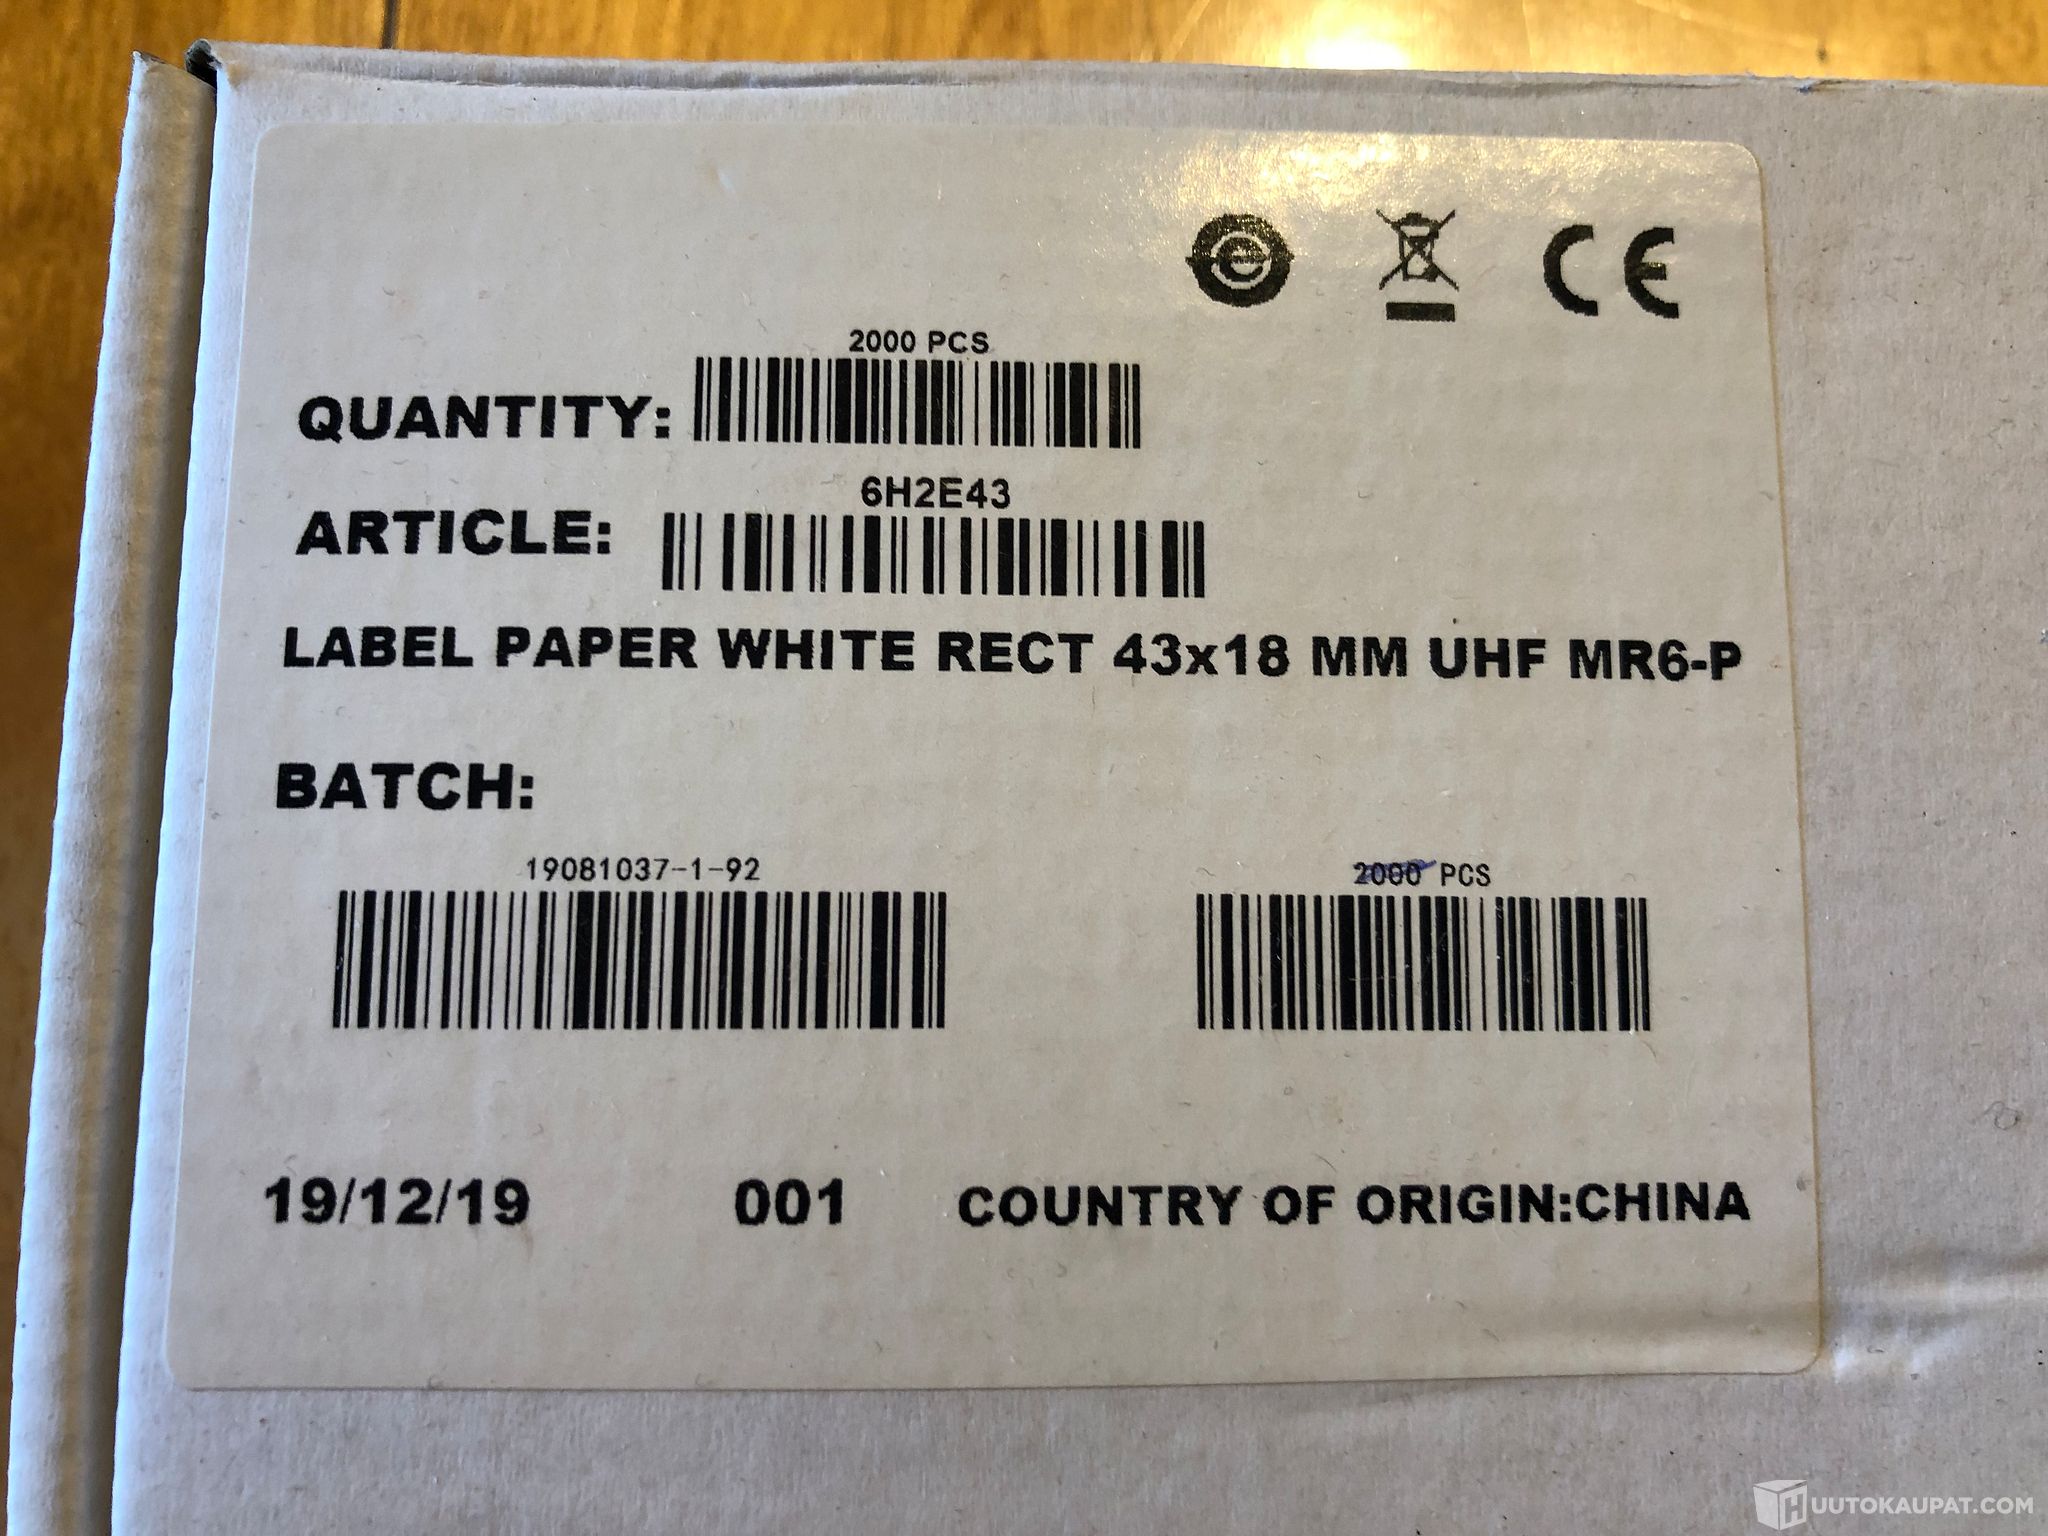 CE
2000 PCS
QUANTITY:
6H2E43
ARTICLE:
LABEL PAPER WHITE RECT 43x18 MM UHF MR6-P
BATCH:
19081037-1-92 2000 PCS
19/12/19 001 COUNTRY OF ORIGIN:CHINA
HUUTOKAUPAT.COM